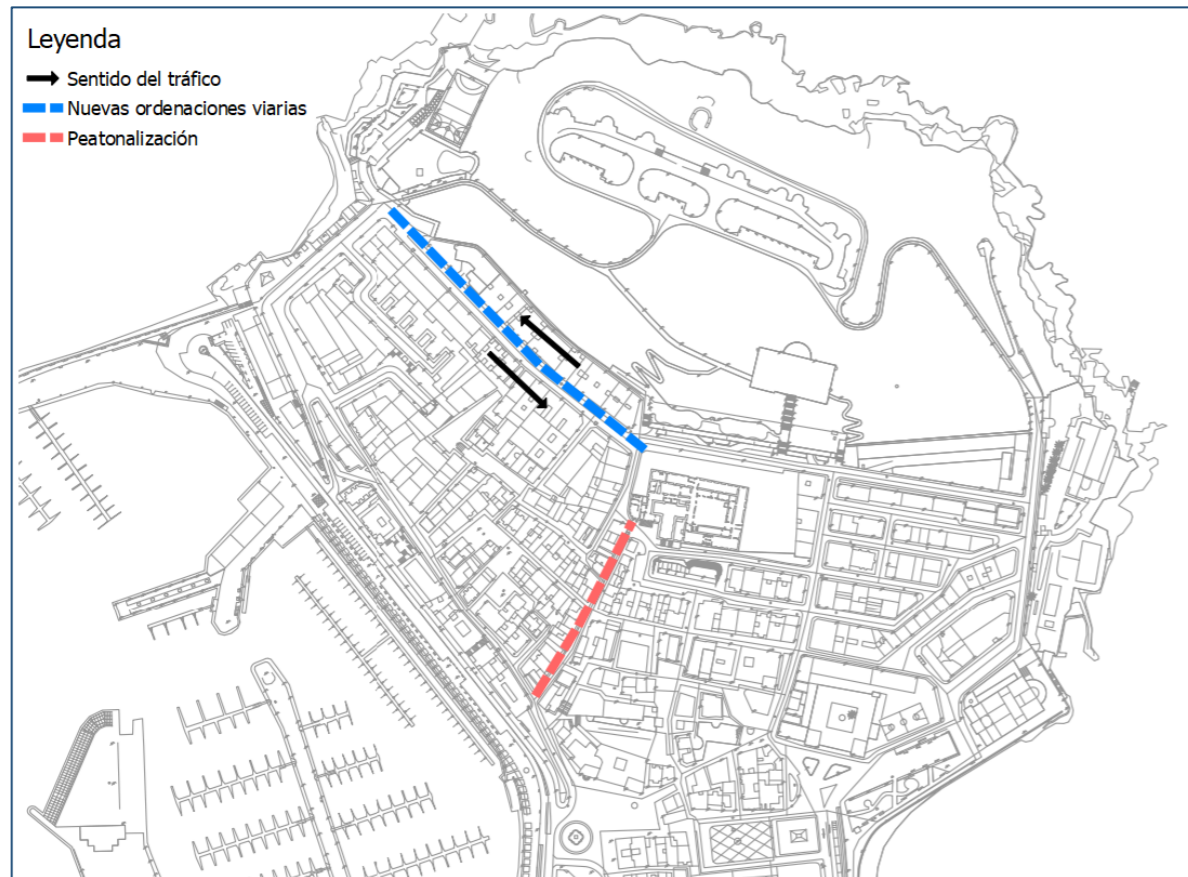 Leyenda
Sentido del tráfico
Nuevas ordenaciones viarias
Peatonalización